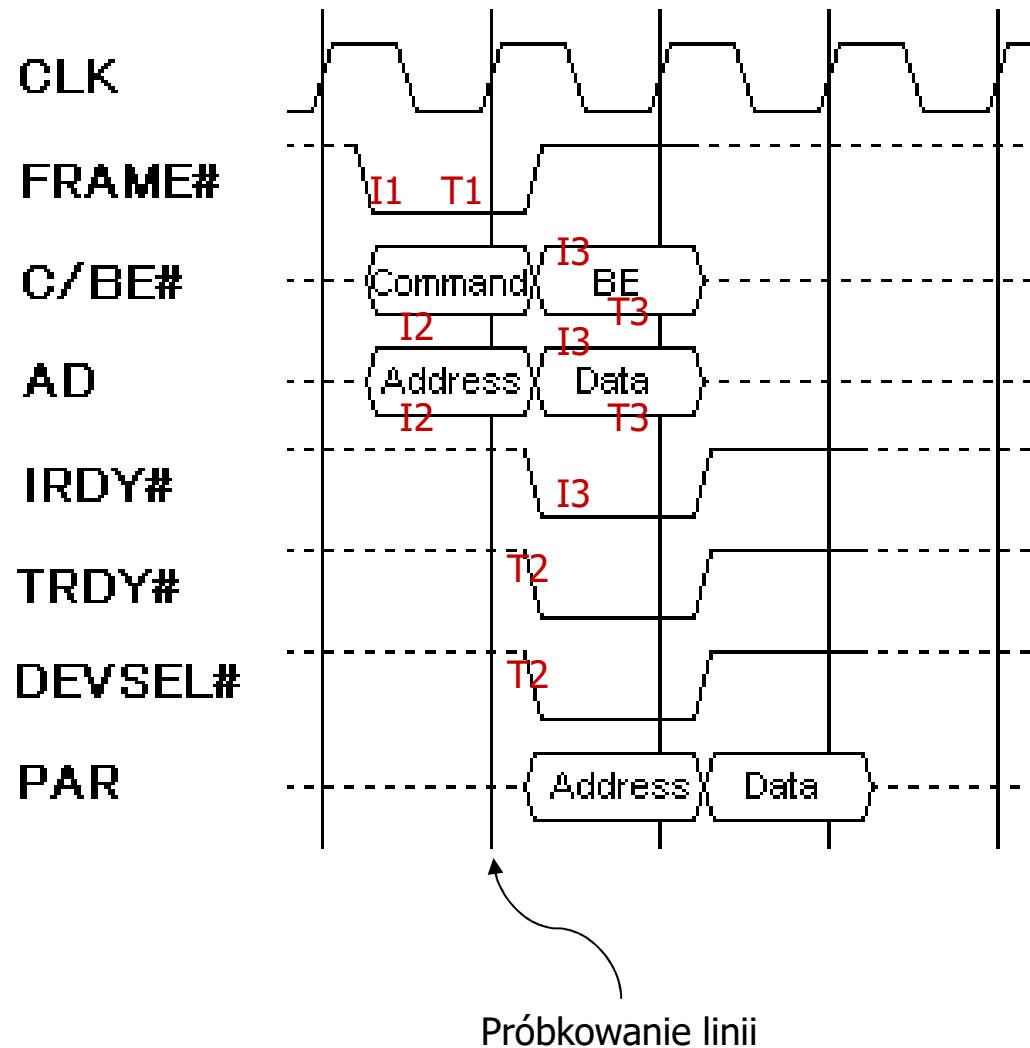 CLK
FRAME# I1 T1
C/BE# Command I3 BE T3
I2
AD Address I3 Data
I2 T3
IRDY# I3
TRDY# T2
DEVSEL# T2
PAR Address Data
Próbkowanie linii